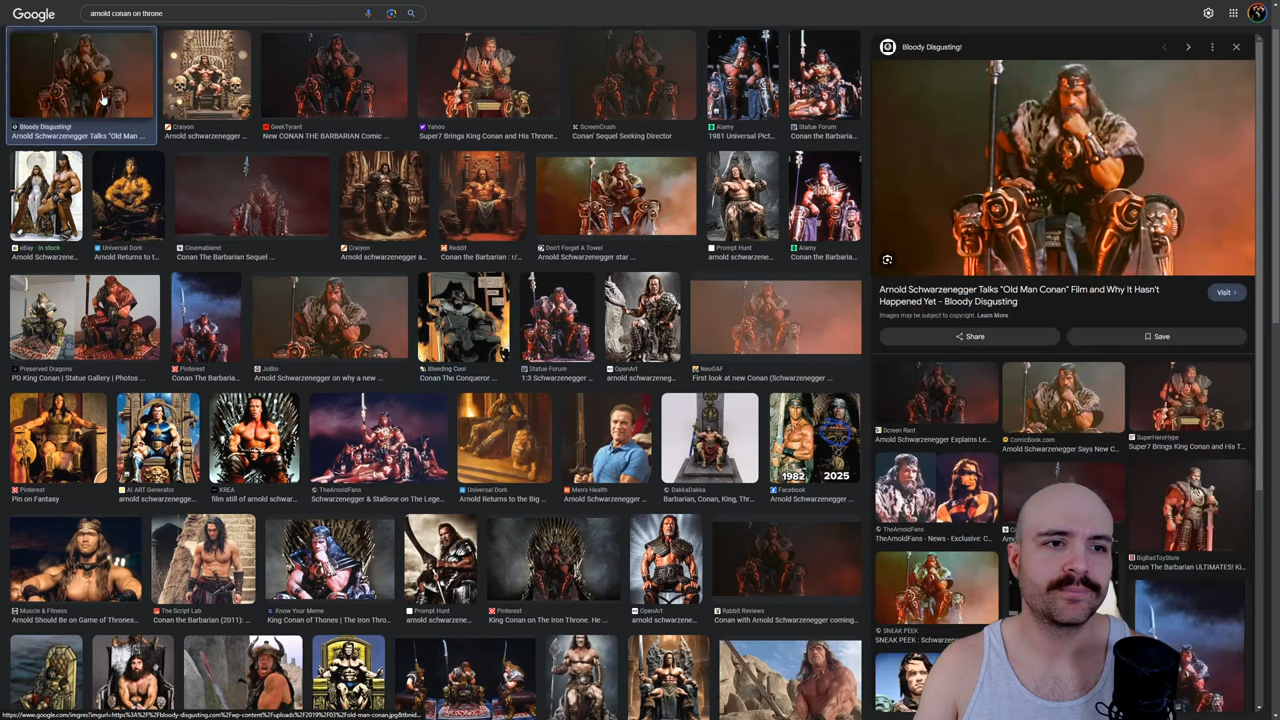 Google
arnold conan on throne
Bloody Disgusting!
Arnold Schwarzenegger Talks "Old Man ...
Craiyon
Arnold schwarzenegger ...
GeekTyrant
New CONAN THE BARBARIAN Comic ...
Yahoo
Super7 Brings King Conan and His Throne...
ScreenCrush
Conan' Sequel Seeking Director
Alamy
1981 Universal Pict...
Statue Forum
Conan the Barbaria...
eBay · In stock
Arnold Schwarzene...
Universal Dork
Arnold Returns to t...
Cinemablend
Conan The Barbarian Sequel ...
Craiyon
Arnold schwarzenegger a...
Reddit
Conan the Barbarian : r/...
Don't Forget A Towel
Arnold Schwarzenegger star ...
Prompt Hunt
arnold schwarzene...
Alamy
Conan the Barbaria...
Preserved Dragons
PD King Conan | Statue Gallery | Photos ...
Pinterest
Conan The Barbaria...
JoBlo
Arnold Schwarzenegger on why a new ...
Bleeding Cool
Conan The Conqueror ...
Statue Forum
1:3 Schwarzenegger ...
OpenArt
arnold schwarzeneg...
NeoGAF
First look at new Conan (Schwarzenegger ...
1982 2025
Pinterest
Pin on Fantasy
AI ART Generator
arnold schwarzenegge...
KREA
film still of arnold schwar...
TheArnoldFans
Schwarzenegger & Stallone on The Lege...
Universal Dork
Arnold Returns to the Big ...
Men's Health
Arnold Schwarzenegger ...
DakkaDakka
Barbarian, Conan, King, Thr...
Facebook
Arnold Schwarzenegger ...
Muscle & Fitness
Arnold Should Be on Game of Thrones...
The Script Lab
Conan the Barbarian (2011): ...
Know Your Meme
King Conan of Thones | The Iron Thro...
Prompt Hunt
arnold schwarzene...
Pinterest
King Conan on The Iron Throne. He ...
OpenArt
arnold schwarzene...
Rabbit Reviews
Conan with Arnold Schwarzenegger coming...
Bloody Disgusting!
Arnold Schwarzenegger Talks "Old Man Conan" Film and Why It Hasn't
Happened Yet - Bloody Disgusting
Visit
Images may be subject to copyright. Learn More
Share
Save
Screen Rant
Arnold Schwarzenegger Explains Le...
ComicBook.com
Arnold Schwarzenegger Says New C...
SuperHeroHype
Super7 Brings King Conan and His T...
TheArnoldFans
TheArnoldFans - News - Exclusive: C...
BigBadToyStore
Conan The Barbarian ULTIMATES! Ki...
SNEAK PEEK
SNEAK PEEK : Schwarzen